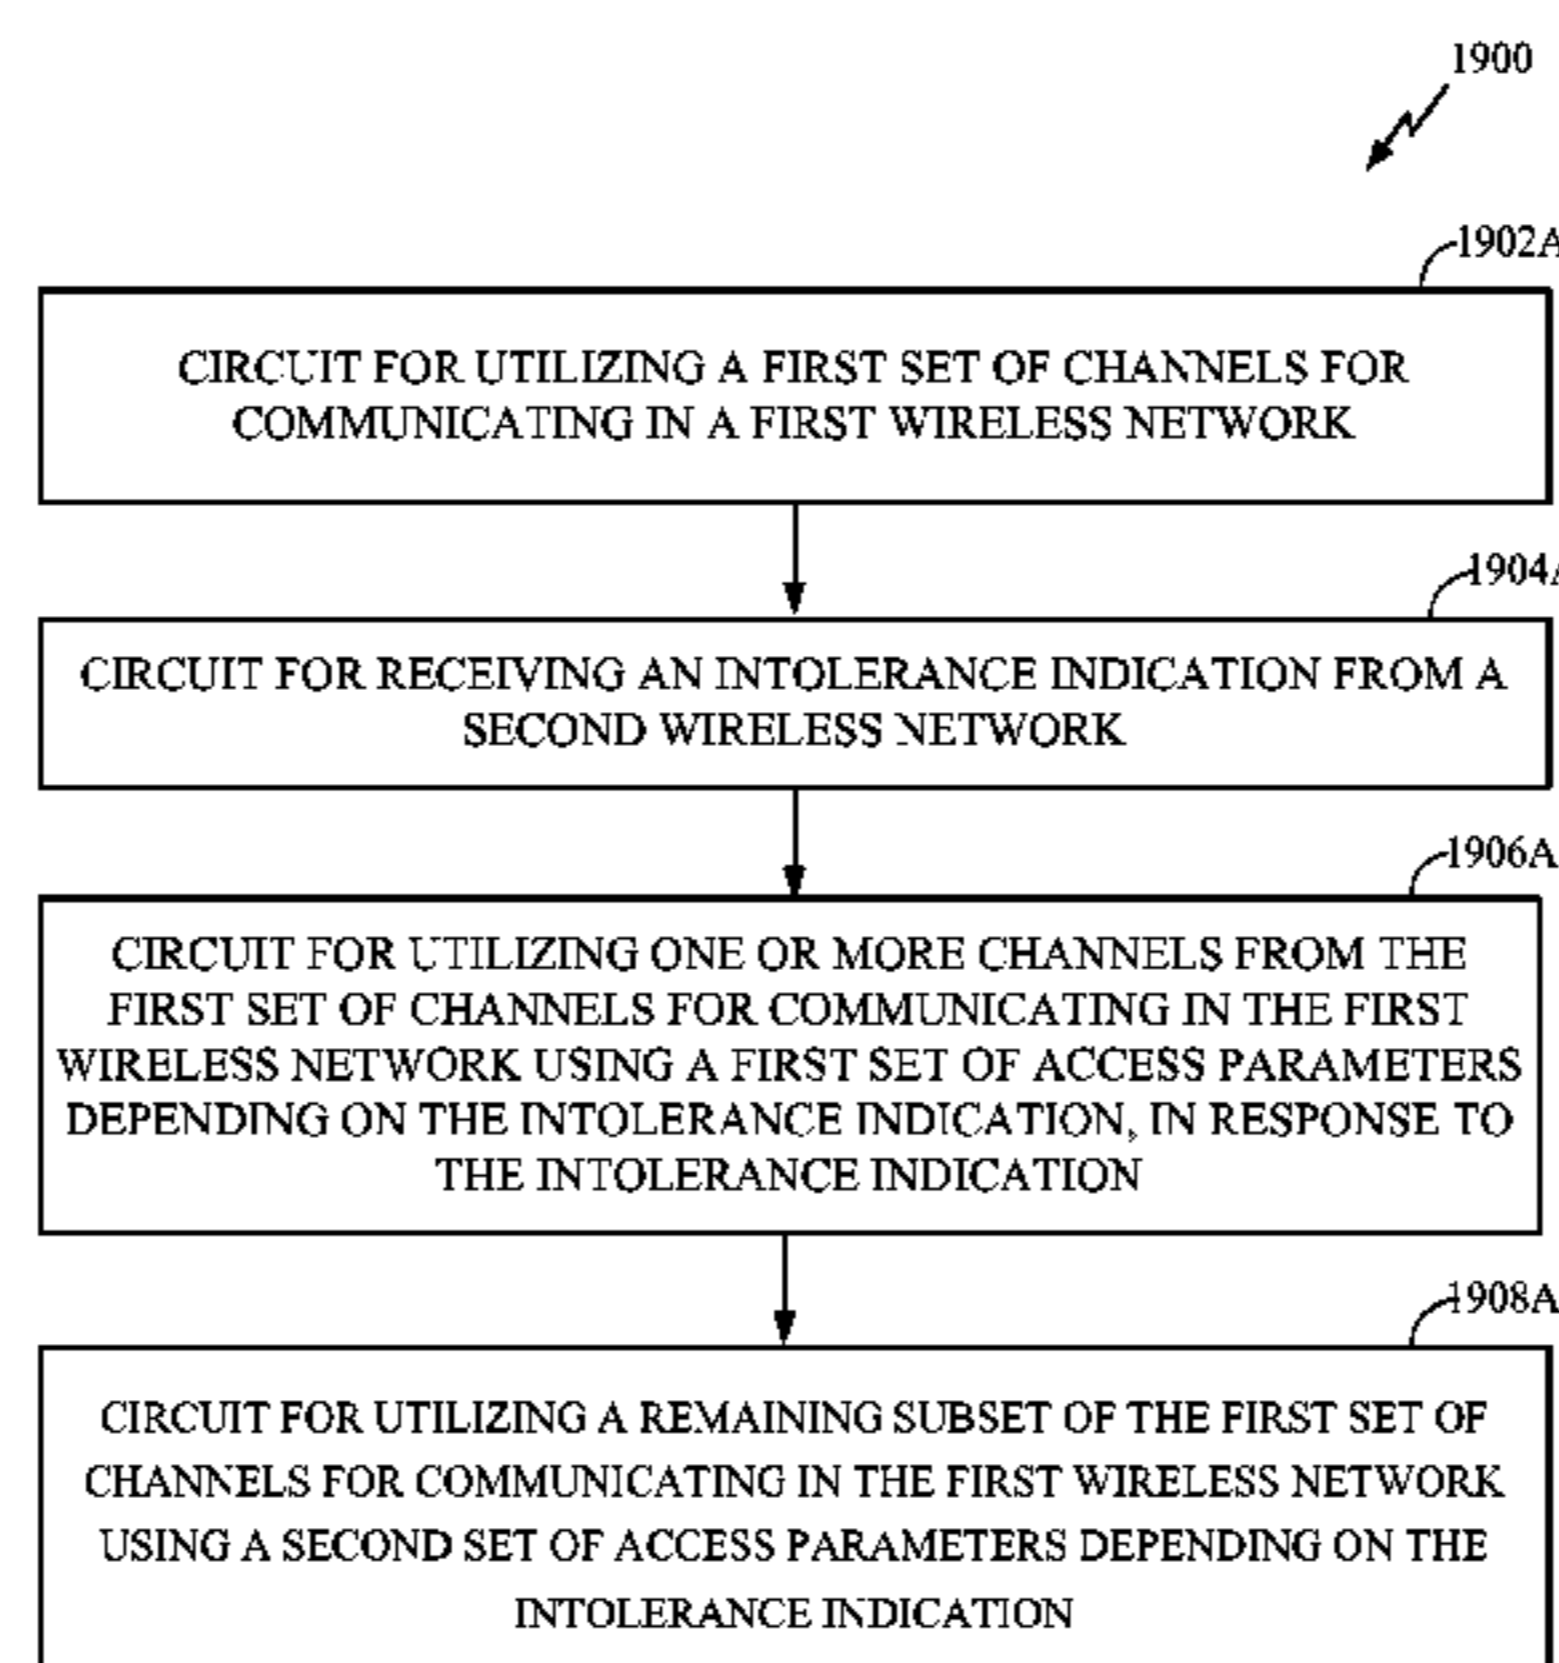 1900
1902A
CIRCUIT FOR UTILIZING A FIRST SET OF CHANNELS FOR
COMMUNICATING IN A FIRST WIRELESS NETWORK
1904A
CIRCUIT FOR RECEIVING AN INTOLERANCE INDICATION FROM A
SECOND WIRELESS NETWORK
1906A
CIRCUIT FOR UTILIZING ONE OR MORE CHANNELS FROM THE
FIRST SET OF CHANNELS FOR COMMUNICATING IN THE FIRST
WIRELESS NETWORK USING A FIRST SET OF ACCESS PARAMETERS
DEPENDING ON THE INTOLERANCE INDICATION, IN RESPONSE TO
THE INTOLERANCE INDICATION
1908A
CIRCUIT FOR UTILIZING A REMAINING SUBSET OF THE FIRST SET OF
CHANNELS FOR COMMUNICATING IN THE FIRST WIRELESS NETWORK
USING A SECOND SET OF ACCESS PARAMETERS DEPENDING ON THE
INTOLERANCE INDICATION